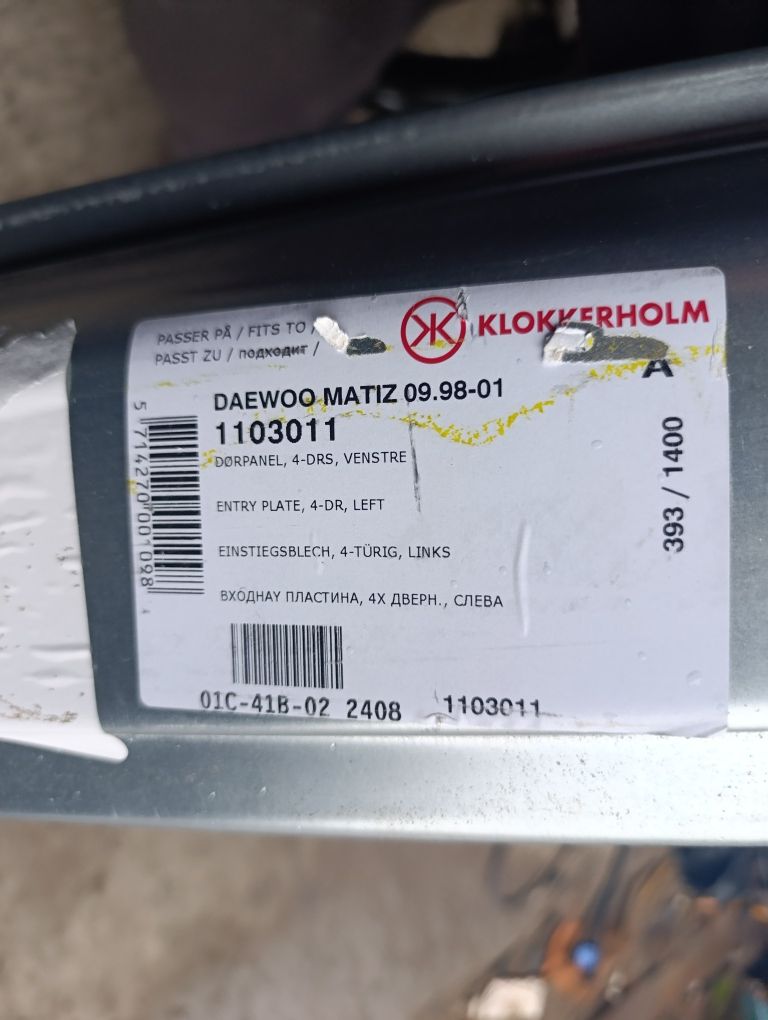 PASSER PÅ / FITS TO /
PASST ZU / подходит /
KLOKKERHOLM
A
DAEWOO MATIZ 09.98-01
1103011
DØRPANEL, 4-DRS, VENSTRE
ENTRY PLATE, 4-DR, LEFT
EINSTIEGSBLECH, 4-TÜRIG, LINKS
ВХОДНАY ПЛАСТИНА, 4X ДВЕРН., СЛЕВА
393 / 1400
5 714270 001098
01C-41B-02 2408 1103011